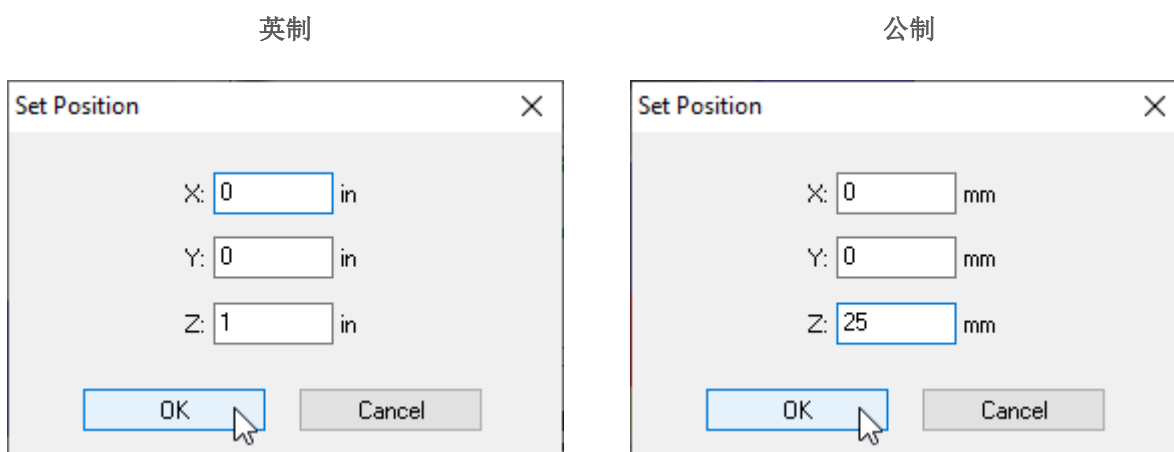 英制
Set Position
X: 0 in
Y: 0 in
Z: 1 in
OK Cancel
公制
Set Position
X: 0 mm
Y: 0 mm
Z: 25 mm
OK Cancel